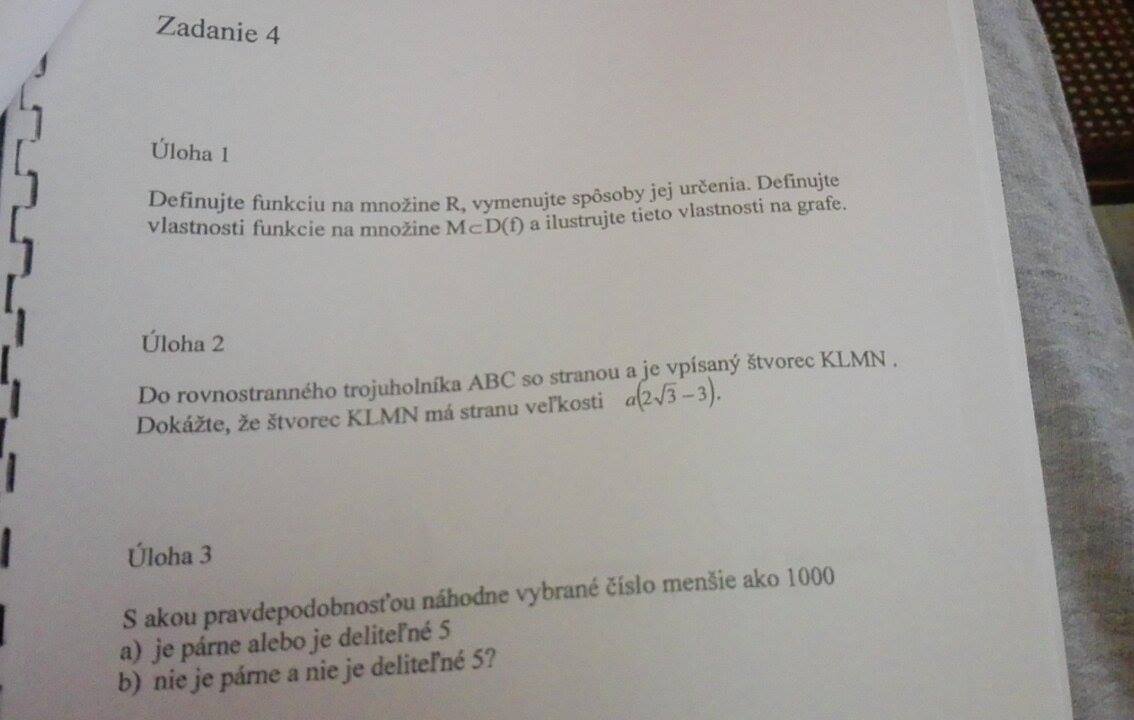 Zadanie 4
Úloha 1
Definujte funkciu na množine R, vymenujte spôsoby jej určenia. Definujte
vlastnosti funkcie na množine M⊂D(f) a ilustrujte tieto vlastnosti na grafe.
Úloha 2
Do rovnostranného trojuholníka ABC so stranou a je vpísaný štvorec KLMN .
Dokážte, že štvorec KLMN má stranu veľkosti a(2√3 − 3).
Úloha 3
S akou pravdepodobnosťou náhodne vybrané číslo menšie ako 1000
a) je párne alebo je deliteľné 5
b) nie je párne a nie je deliteľné 5?